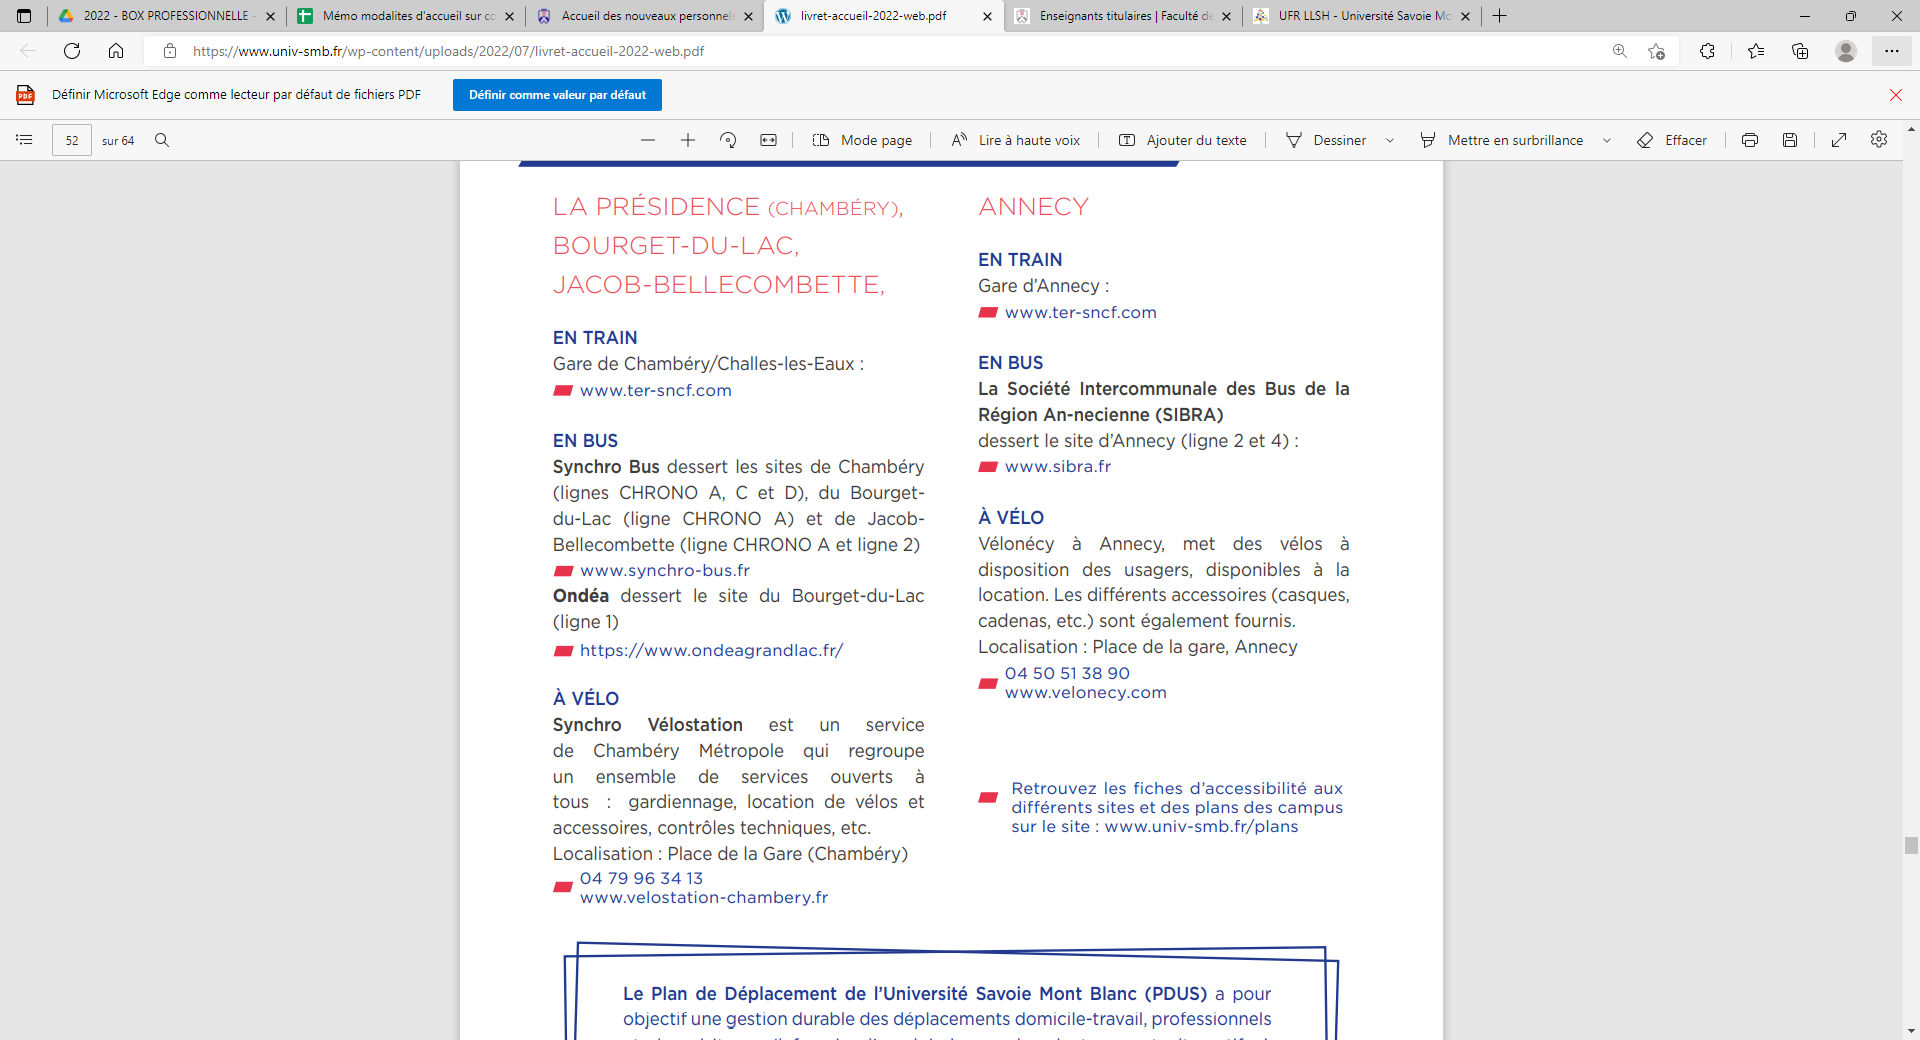 2022 - BOX PROFESSIONNELLE -
Mémo modalites d'accueil sur co
Accueil des nouveaux personnels
livret-accueil-2022-web.pdf
Enseignants titulaires | Faculté de
UFR LLSH - Université Savoie Mo
https://www.univ-smb.fr/wp-content/uploads/2022/07/livret-accueil-2022-web.pdf
Définir Microsoft Edge comme lecteur par défaut de fichiers PDF
Définir comme valeur par défaut
52 sur 64
Mode page
Lire à haute voix
Ajouter du texte
Dessiner
Mettre en surbrillance
Effacer
LA PRÉSIDENCE (CHAMBÉRY),
BOURGET-DU-LAC,
JACOB-BELLECOMBETTE,
EN TRAIN
Gare de Chambéry/Challes-les-Eaux :
www.ter-sncf.com
EN BUS
Synchro Bus dessert les sites de Chambéry
(lignes CHRONO A, C et D), du Bourget-
du-Lac (ligne CHRONO A) et de Jacob-
Bellecombette (ligne CHRONO A et ligne 2)
www.synchro-bus.fr
Ondéa dessert le site du Bourget-du-Lac
(ligne 1)
https://www.ondeagrandlac.fr/
À VÉLO
Synchro Vélostation est un service
de Chambéry Métropole qui regroupe
un ensemble de services ouverts à
tous : gardiennage, location de vélos et
accessoires, contrôles techniques, etc.
Localisation : Place de la Gare (Chambéry)
04 79 96 34 13
www.velostation-chambery.fr
ANNECY
EN TRAIN
Gare d'Annecy :
www.ter-sncf.com
EN BUS
La Société Intercommunale des Bus de la
Région An-necienne (SIBRA)
dessert le site d'Annecy (ligne 2 et 4) :
www.sibra.fr
À VÉLO
Vélonécy à Annecy, met des vélos à
disposition des usagers, disponibles à la
location. Les différents accessoires (casques,
cadenas, etc.) sont également fournis.
Localisation : Place de la gare, Annecy
04 50 51 38 90
www.velonecy.com
Retrouvez les fiches d'accessibilité aux
différents sites et des plans des campus
sur le site : www.univ-smb.fr/plans
Le Plan de Déplacement de l'Université Savoie Mont Blanc (PDUS) a pour
objectif une gestion durable des déplacements domicile-travail, professionnels